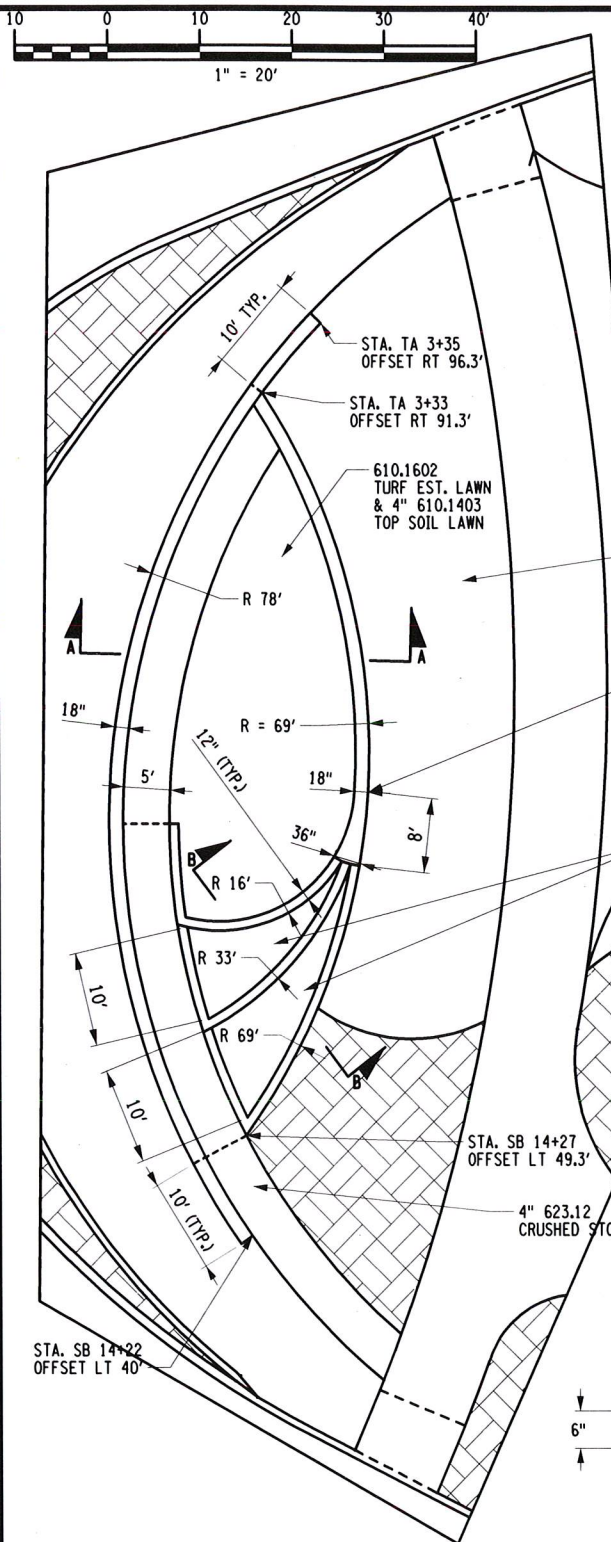 10 0 10 20 30 40'
1" = 20'
10' TYP.
STA. TA 3+35
OFFSET RT 96.3'
STA. TA 3+33
OFFSET RT 91.3'
610.1602
TURF EST. LAWN
& 4" 610.1403
TOP SOIL LAWN
R 78'
A
A
18"
R = 69'
12" (TYP.)
5'
18"
8'
36"
B
R 16'
R 33'
10'
R 69'
B
10'
STA. SB 14+27
OFFSET LT 49.3'
10' (TYP.)
4" 623.12
CRUSHED STO
STA. SB 14+22
OFFSET LT 40'
6"